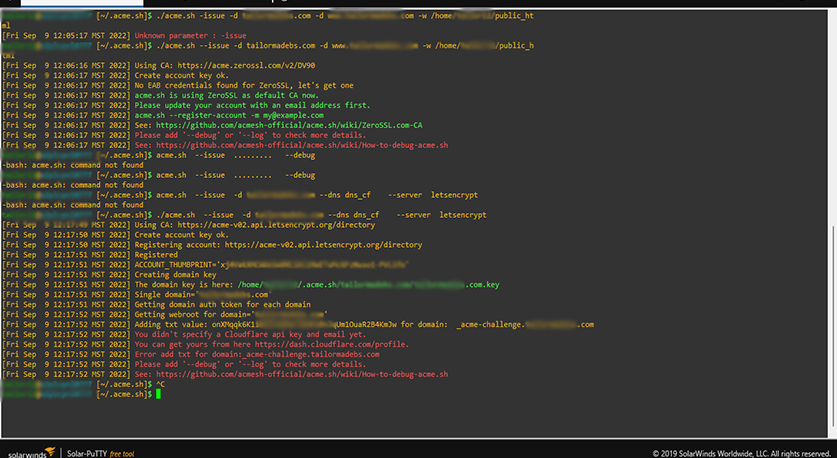 [~/.acme.sh]$ ./acme.sh -issue -d .com -d www. .com -w /home/ /public_ht
ml
[Fri Sep 9 12:05:17 MST 2022] Unknown parameter : -issue
[~/.acme.sh]$ ./acme.sh --issue -d tailormadebs.com -d www. .com -w /home/ /public_h
tml
[Fri Sep 9 12:06:16 MST 2022] Using CA: https://acme.zerossl.com/v2/DV90
[Fri Sep 9 12:06:17 MST 2022] Create account key ok.
[Fri Sep 9 12:06:17 MST 2022] No EAB credentials found for ZeroSSL, let's get one
[Fri Sep 9 12:06:17 MST 2022] acme.sh is using ZeroSSL as default CA now.
[Fri Sep 9 12:06:17 MST 2022] Please update your account with an email address first.
[Fri Sep 9 12:06:17 MST 2022] acme.sh --register-account -m my@example.com
[Fri Sep 9 12:06:17 MST 2022] See: https://github.com/acmesh-official/acme.sh/wiki/ZeroSSL.com-CA
[Fri Sep 9 12:06:17 MST 2022] Please add '--debug' or '--log' to check more details.
[Fri Sep 9 12:06:17 MST 2022] See: https://github.com/acmesh-official/acme.sh/wiki/How-to-debug-acme.sh
[~/.acme.sh]$ acme.sh --issue ......... --debug
-bash: acme.sh: command not found
[~/.acme.sh]$ acme.sh --issue ......... --debug
-bash: acme.sh: command not found
[~/.acme.sh]$ acme.sh --issue -d .com --dns dns_cf --server letsencrypt
-bash: acme.sh: command not found
[~/.acme.sh]$ ./acme.sh --issue -d .com --dns dns_cf --server letsencrypt
[Fri Sep 9 12:17:49 MST 2022] Using CA: https://acme-v02.api.letsencrypt.org/directory
[Fri Sep 9 12:17:50 MST 2022] Create account key ok.
[Fri Sep 9 12:17:50 MST 2022] Registering account: https://acme-v02.api.letsencrypt.org/directory
[Fri Sep 9 12:17:51 MST 2022] Registered
[Fri Sep 9 12:17:51 MST 2022] ACCOUNT_THUMBPRINT='
[Fri Sep 9 12:17:51 MST 2022] Creating domain key
[Fri Sep 9 12:17:51 MST 2022] The domain key is here: /home/ /.acme.sh/ .com.key
[Fri Sep 9 12:17:51 MST 2022] Single domain=' .com'
[Fri Sep 9 12:17:51 MST 2022] Getting domain auth token for each domain
[Fri Sep 9 12:17:52 MST 2022] Getting webroot for domain='
[Fri Sep 9 12:17:52 MST 2022] Adding txt value: onXMqqk6K1 qUm1OuaR2B4KmJw for domain: _acme-challenge. .com
[Fri Sep 9 12:17:52 MST 2022] You didn't specify a Cloudflare api key and email yet.
[Fri Sep 9 12:17:52 MST 2022] You can get yours from here https://dash.cloudflare.com/profile.
[Fri Sep 9 12:17:52 MST 2022] Error add txt for domain:_acme-challenge.tailormadebs.com
[Fri Sep 9 12:17:52 MST 2022] Please add '--debug' or '--log' to check more details.
[Fri Sep 9 12:17:52 MST 2022] See: https://github.com/acmesh-official/acme.sh/wiki/How-to-debug-acme.sh
[~/.acme.sh]$ ^C
[~/.acme.sh]$
solarwinds Solar-PuTTY free tool © 2019 SolarWinds Worldwide, LLC. All rights reserved.